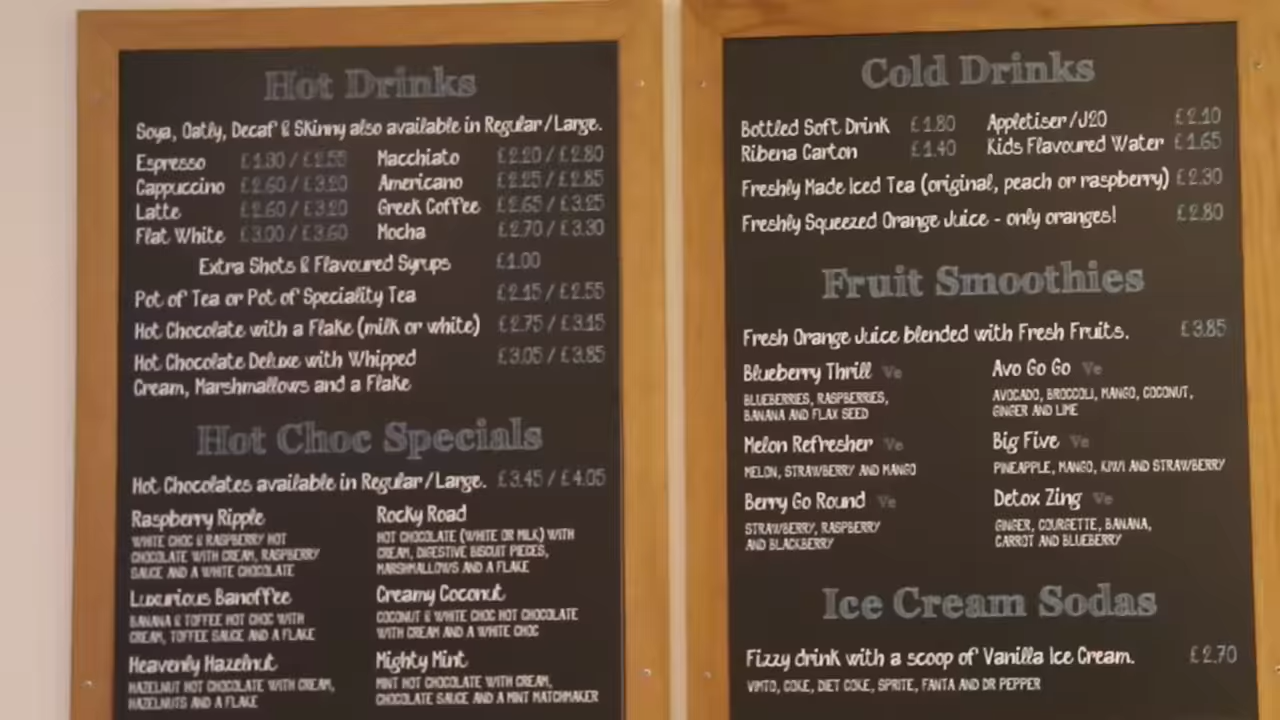 Hot Drinks
Soya, Oatly, Decaf & Skinny also available in Regular/Large.
Espresso £1.30 / £2.55 Macchiato £2.20 / £2.80
Cappuccino £2.60 / £3.20 Americano £2.25 / £2.85
Latte £2.60 / £3.20 Greek Coffee £2.65 / £3.25
Flat White £3.00 / £3.60 Mocha £2.70 / £3.30
Extra Shots & Flavoured Syrups £1.00
Pot of Tea or Pot of Speciality Tea £2.15 / £2.55
Hot Chocolate with a Flake (milk or white) £2.75 / £3.15
Hot Chocolate Deluxe with Whipped £3.05 / £3.85
Cream, Marshmallows and a Flake
Hot Choc Specials
Hot Chocolates available in Regular/Large. £3.45 / £4.05
Raspberry Ripple
WHITE CHOC & RASPBERRY HOT
CHOCOLATE WITH CREAM, RASPBERRY
SAUCE AND A WHITE CHOCOLATE
Rocky Road
HOT CHOCOLATE (WHITE OR MILK) WITH
CREAM, DIGESTIVE BISCUIT PIECES,
MARSHMALLOWS AND A FLAKE
Luxurious Banoffee
BANANA & TOFFEE HOT CHOC WITH
CREAM, TOFFEE SAUCE AND A FLAKE
Creamy Coconut
COCONUT & WHITE CHOC HOT CHOCOLATE
WITH CREAM AND A WHITE CHOC
Heavenly Hazelnut
HAZELNUT HOT CHOCOLATE WITH CREAM,
HAZELNUTS AND A FLAKE
Mighty Mint
MINT HOT CHOCOLATE WITH CREAM,
CHOCOLATE SAUCE AND A MINT MATCHMAKER
Cold Drinks
Bottled Soft Drink £1.80 Appletiser/J20 £2.10
Ribena Carton £1.40 Kids Flavoured Water £1.65
Freshly Made Iced Tea (original, peach or raspberry) £2.30
Freshly Squeezed Orange Juice - only oranges! £2.80
Fruit Smoothies
Fresh Orange Juice blended with Fresh Fruits. £3.85
Blueberry Thrill Ve
BLUEBERRIES, RASPBERRIES,
BANANA AND FLAX SEED
Avo Go Go Ve
AVOCADO, BROCCOLI, MANGO, COCONUT,
GINGER AND LIME
Melon Refresher Ve
MELON, STRAWBERRY AND MANGO
Big Five Ve
PINEAPPLE, MANGO, KIWI AND STRAWBERRY
Berry Go Round Ve
STRAWBERRY, RASPBERRY
AND BLACKBERRY
Detox Zing Ve
GINGER, COURGETTE, BANANA,
CARROT AND BLUEBERRY
Ice Cream Sodas
Fizzy drink with a scoop of Vanilla Ice Cream. £2.70
VIMTO, COKE, DIET COKE, SPRITE, FANTA AND DR PEPPER